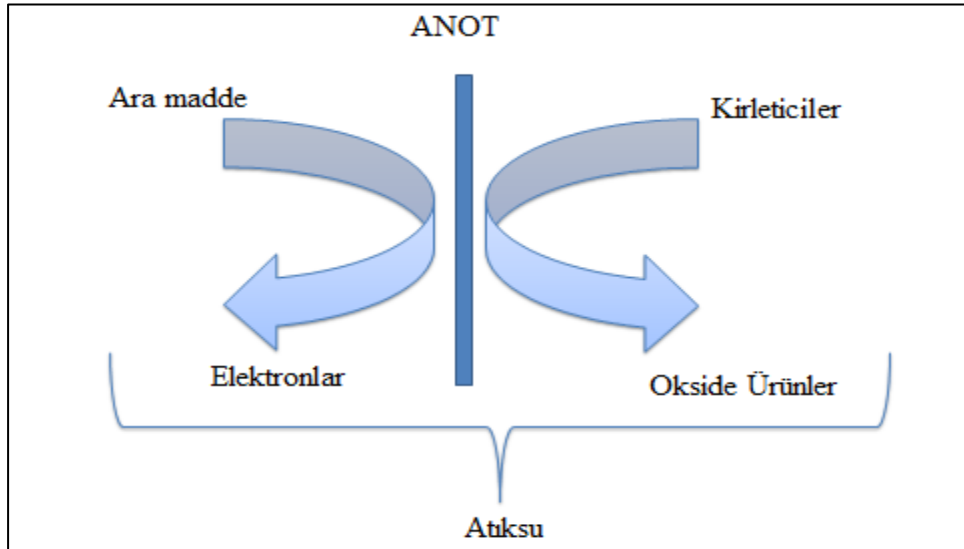 ANOT
Ara madde
Kirleticiler
Elektronlar
Okside Ürünler
Atıksu